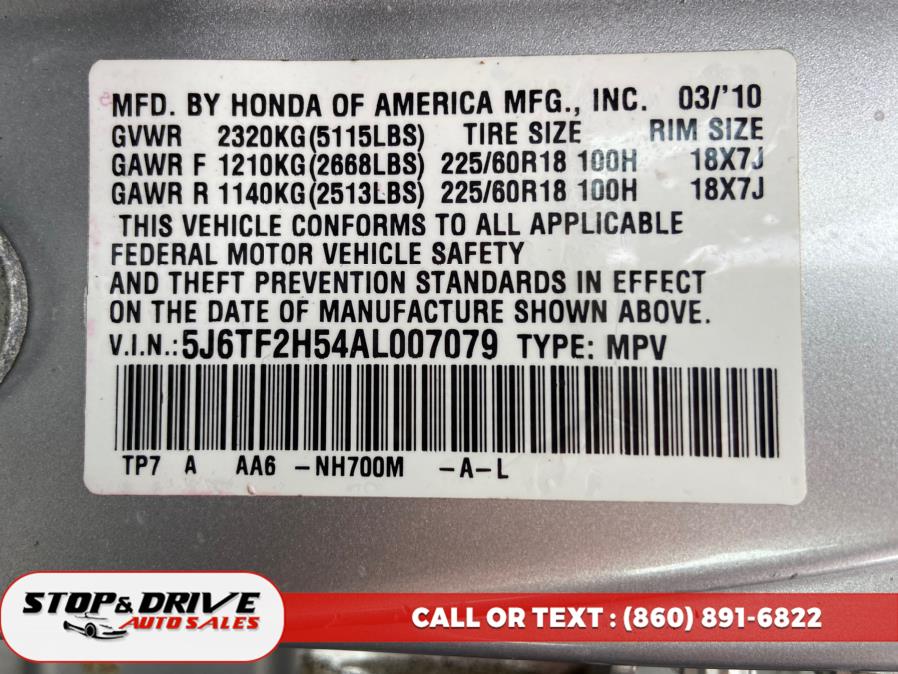 MFD. BY HONDA OF AMERICA MFG., INC. 03/'10
GVWR 2320KG(5115LBS) TIRE SIZE RIM SIZE
GAWR F 1210KG(2668LBS) 225/60R18 100H 18X7J
GAWR R 1140KG(2513LBS) 225/60R18 100H 18X7J
THIS VEHICLE CONFORMS TO ALL APPLICABLE
FEDERAL MOTOR VEHICLE SAFETY
AND THEFT PREVENTION STANDARDS IN EFFECT
ON THE DATE OF MANUFACTURE SHOWN ABOVE.
V.I.N.: 5J6TF2H54AL007079 TYPE: MPV
TP7 A AA6 -NH700M -A-L
STOP & DRIVE
AUTO SALES
CALL OR TEXT : (860) 891-6822